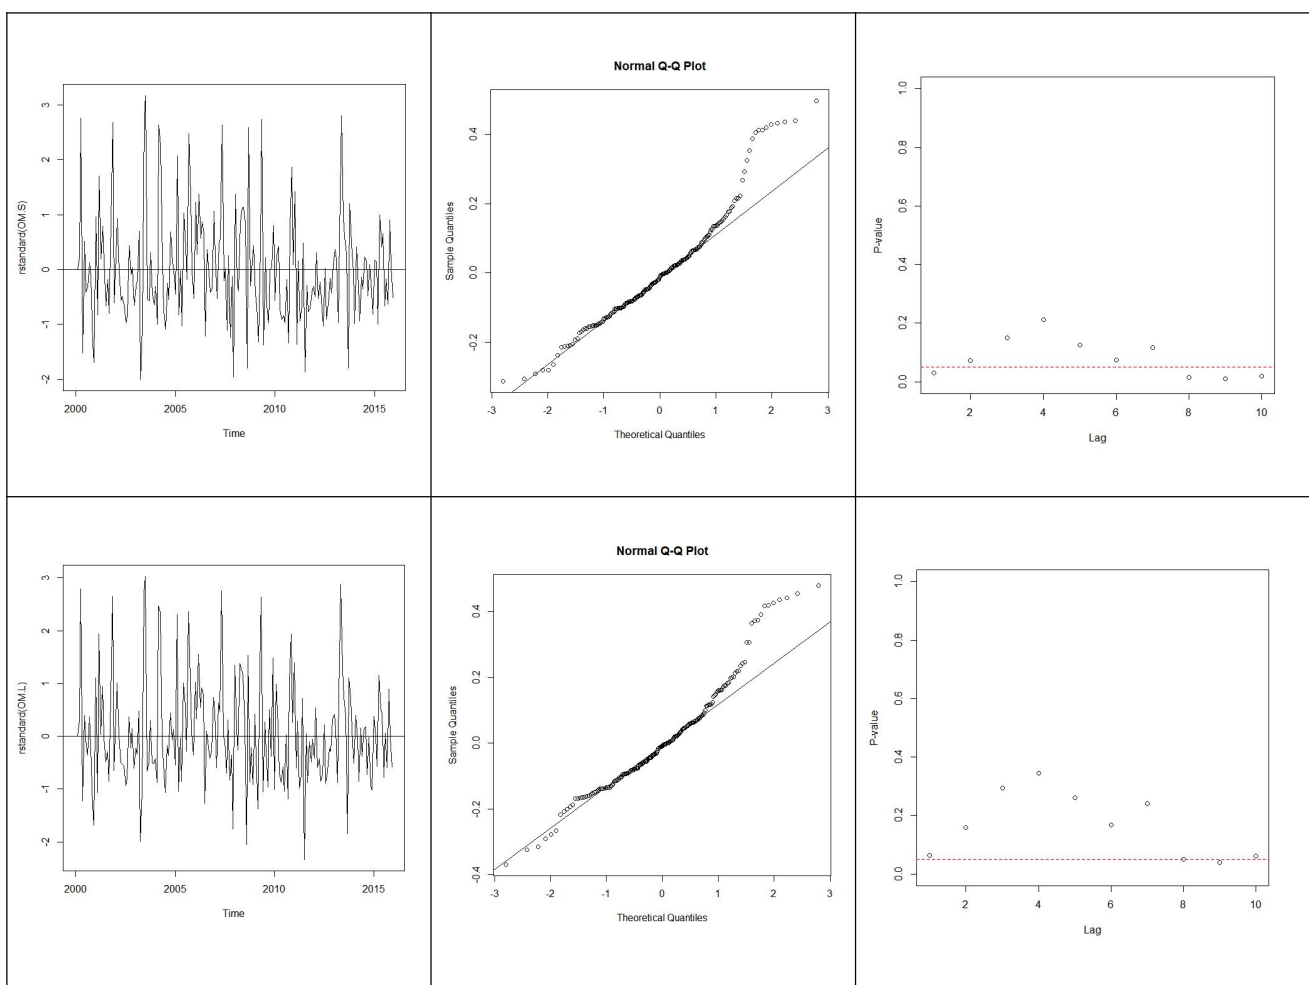 rstandard(OM.S)
3
2
1
0
-1
-2
2000 2005 2010 2015
Time
Normal Q-Q Plot
Sample Quantiles
0.4
0.2
0.0
-0.2
-3 -2 -1 0 1 2 3
Theoretical Quantiles
P-value
1.0
0.8
0.6
0.4
0.2
0.0
2 4 6 8 10
Lag
rstandard(OM.L)
3
2
1
0
-1
-2
2000 2005 2010 2015
Time
Normal Q-Q Plot
Sample Quantiles
0.4
0.2
0.0
-0.2
-0.4
-3 -2 -1 0 1 2 3
Theoretical Quantiles
P-value
1.0
0.8
0.6
0.4
0.2
0.0
2 4 6 8 10
Lag